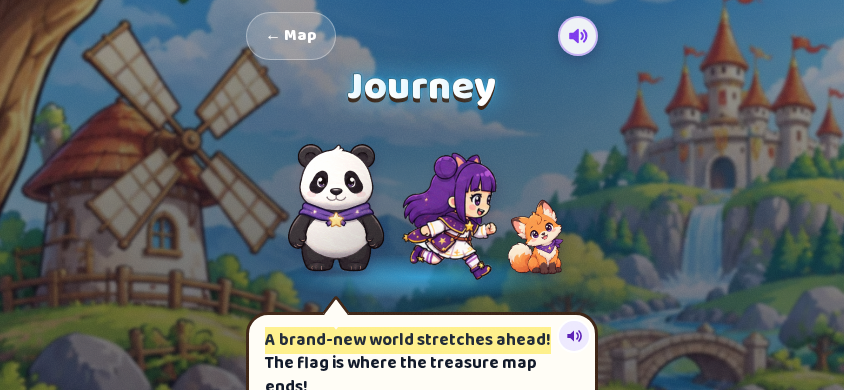 ← Map
Journey
A brand-new world stretches ahead!
The flag is where the treasure map
ends!